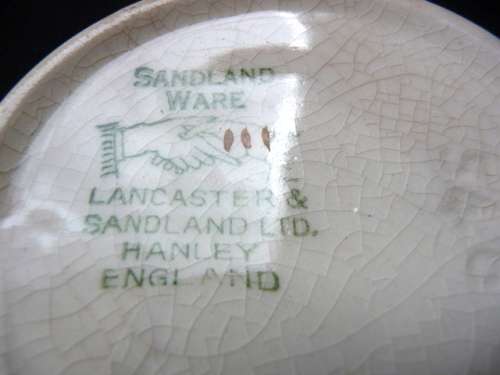 SANDLAND
WARE
LANCASTER &
SANDLAND LTD.
HANLEY
ENGLAND